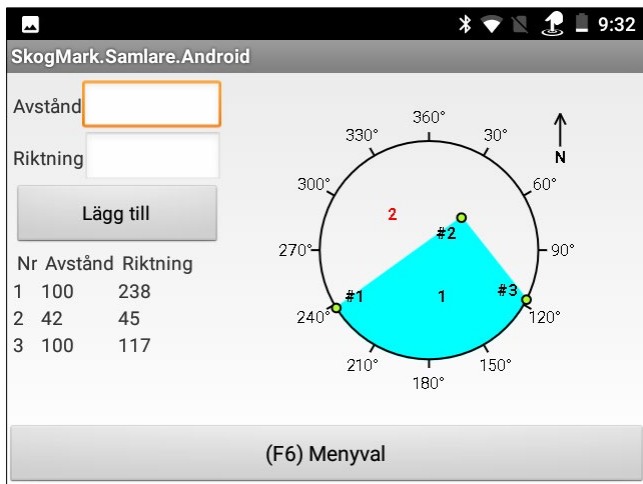 9:32
SkogMark.Samlare.Android
Avstånd
Riktning
Lägg till
Nr Avstånd Riktning
1 100 238
2 42 45
3 100 117
360°
330° 30°
N
300° 60°
2
#2
270° 90°
#1 1 #3
240° 120°
210° 150°
180°
(F6) Menyval